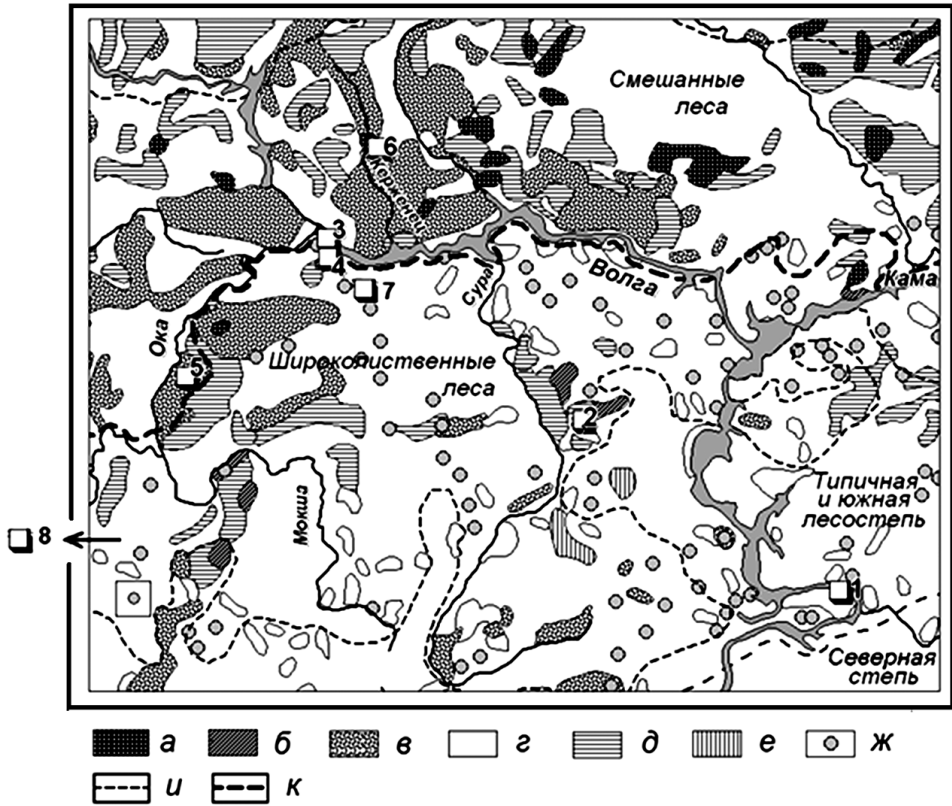 Смешанные
леса
6
Керженец
3
4
7
Сура
Волга
Кама
Ока
5
Широколиственные
леса
2
Типичная
и южная
лесостепь
Мокша
8
1
Северная
степь
а б в г д е ж
и к